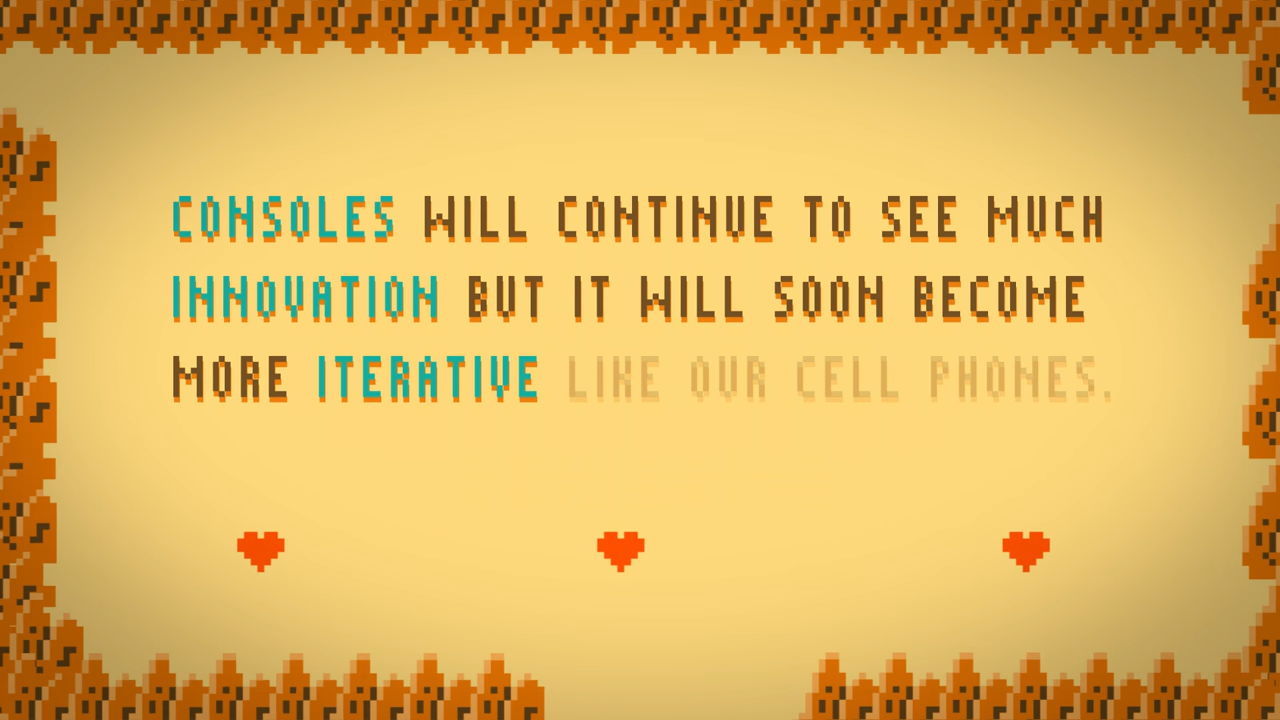 CONSOLES WILL CONTINUE TO SEE MUCH
INNOVATION BUT IT WILL SOON BECOME
MORE ITERATIVE LIKE OUR CELL PHONES.